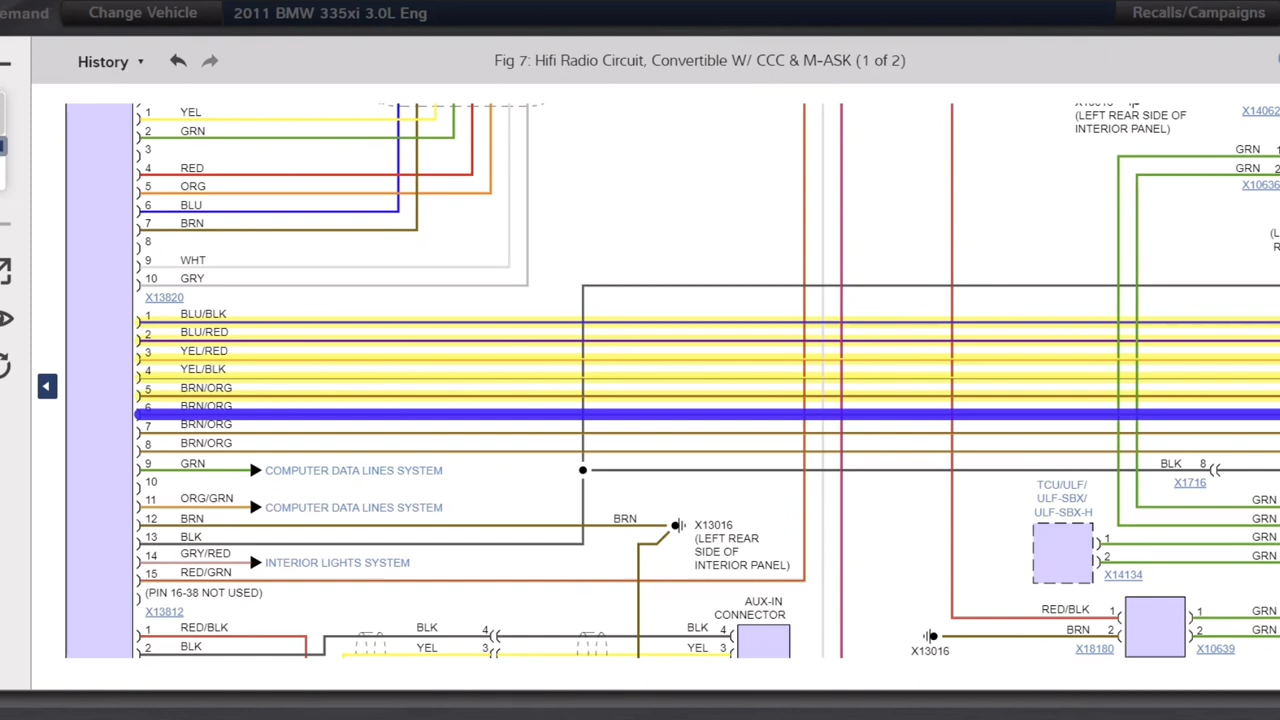 emand Change Vehicle 2011 BMW 335xi 3.0L Eng Recalls/Campaigns
History Fig 7: Hifi Radio Circuit, Convertible W/ CCC & M-ASK (1 of 2)
1 YEL
2 GRN
3
4 RED
5 ORG
6 BLU
7 BRN
8
9 WHT
10 GRY
X13820
1 BLU/BLK
2 BLU/RED
3 YEL/RED
4 YEL/BLK
5 BRN/ORG
6 BRN/ORG
7 BRN/ORG
8 BRN/ORG
9 GRN COMPUTER DATA LINES SYSTEM
10
11 ORG/GRN COMPUTER DATA LINES SYSTEM
12 BRN
13 BLK
14 GRY/RED INTERIOR LIGHTS SYSTEM
15 RED/GRN
(PIN 16-38 NOT USED)
X13812
1 RED/BLK
2 BLK
BLK 4
YEL 3
BRN
X13016
(LEFT REAR
SIDE OF
INTERIOR PANEL)
AUX-IN
CONNECTOR
BLK 4
YEL 3
(LEFT REAR SIDE OF
INTERIOR PANEL)
X14062
GRN 1
GRN 2
X10636
BLK 8
X1716
TCU/ULF/
ULF-SBX/
ULF-SBX-H
1
2
X14134
GRN
GRN
GRN
GRN
RED/BLK 1
BRN 2
X13016
X18180
1 GRN
2 GRN
X10639